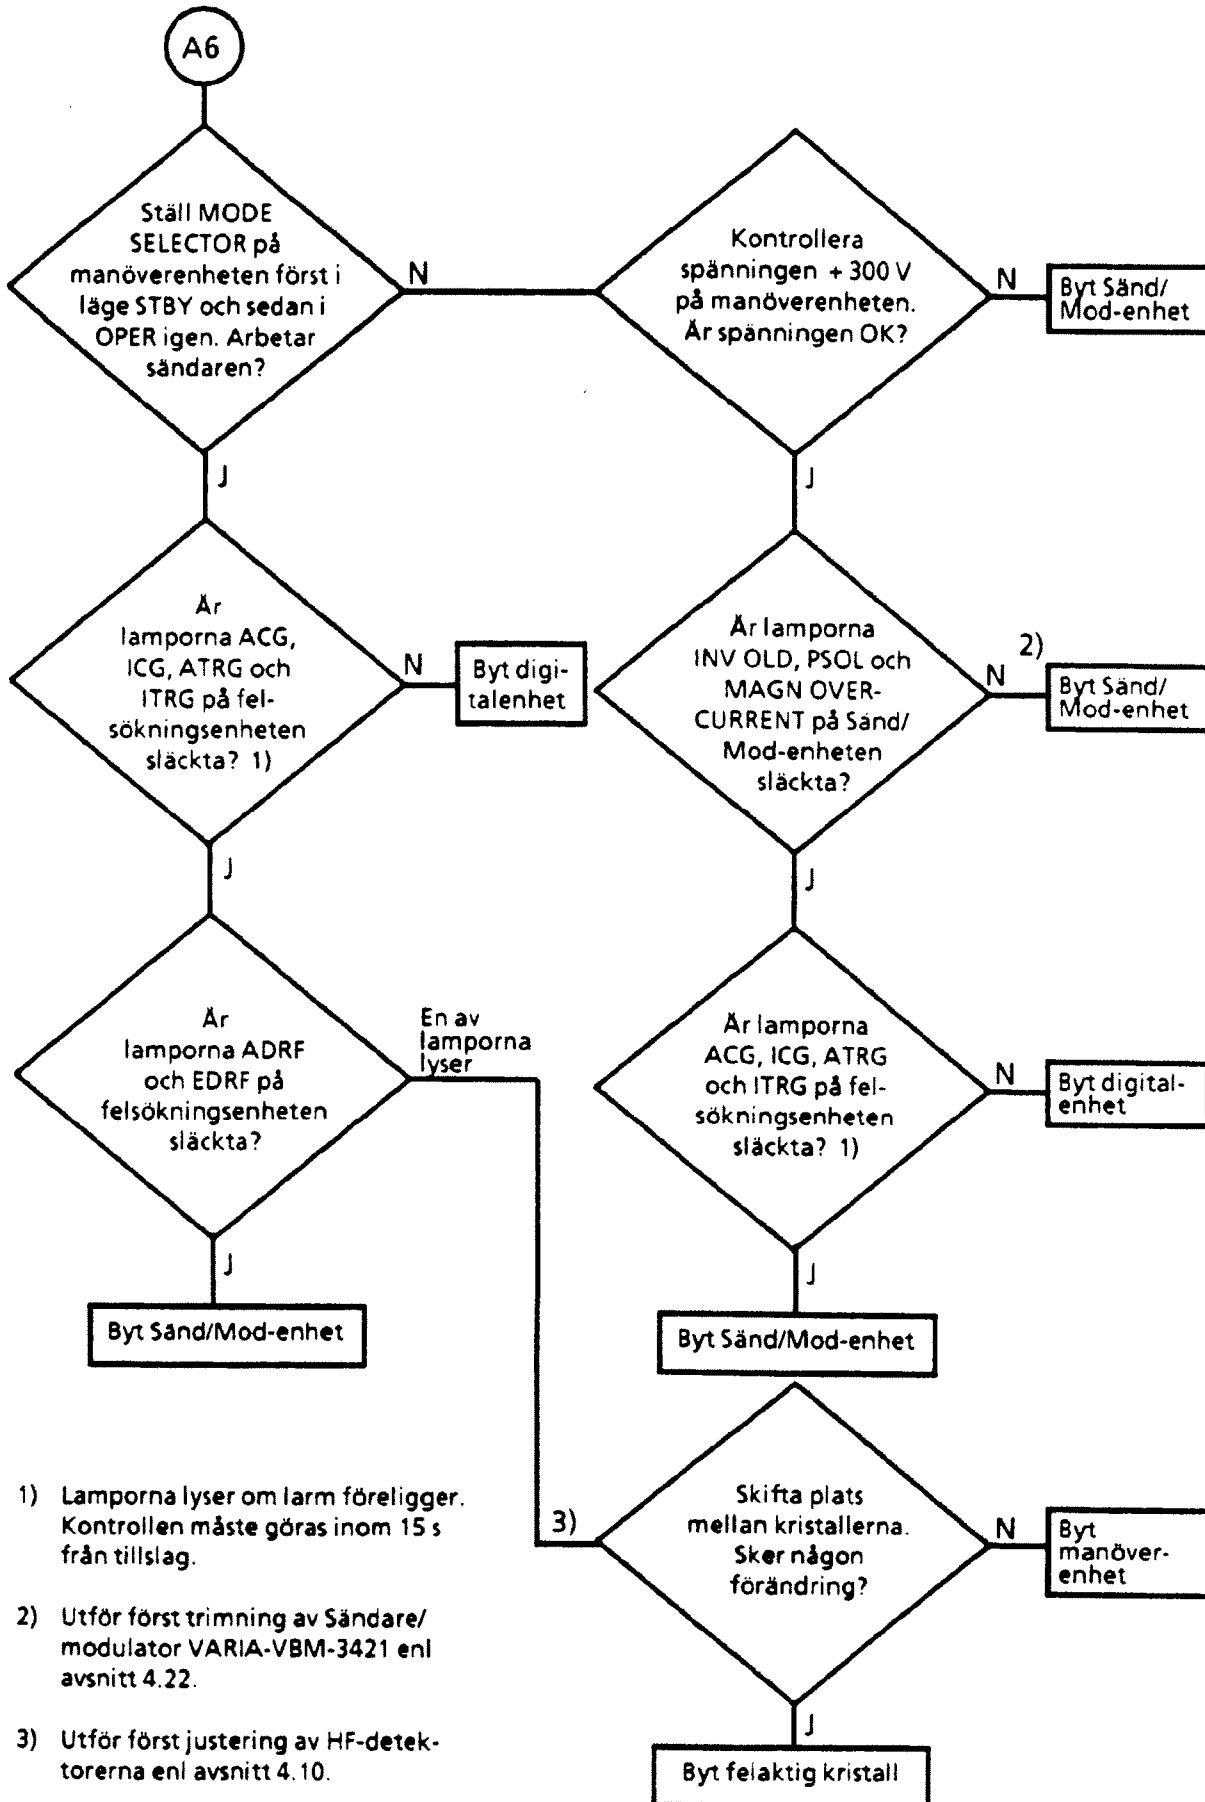 A6
Ställ MODE
SELECTOR på
manöverenheten först i
läge STBY och sedan i
OPER igen. Arbetar
sändaren?
N
J
Kontrollera
spänningen + 300 V
på manöverenheten.
Är spänningen OK?
N
Byt Sänd/
Mod-enhet
J
Är
lamporna ACG,
ICG, ATRG och
ITRG på fel-
sökningsenheten
släckta? 1)
N
Byt digi-
talenhet
J
Är lamporna
INV OLD, PSOL och
MAGN OVER-
CURRENT på Sänd/
Mod-enheten
släckta?
N
2)
Byt Sänd/
Mod-enhet
J
Är
lamporna ADRF
och EDRF på
felsökningsenheten
släckta?
En av
lamporna
lyser
J
Byt Sänd/Mod-enhet
Är lamporna
ACG, ICG, ATRG
och ITRG på fel-
sökningsenheten
släckta? 1)
N
Byt digital-
enhet
J
Byt Sänd/Mod-enhet
3)
Skifta plats
mellan kristallerna.
Sker någon
förändring?
N
Byt
manöver-
enhet
J
Byt felaktig kristall
1) Lamporna lyser om larm föreligger.
Kontrollen måste göras inom 15 s
från tillslag.
2) Utför först trimning av Sändare/
modulator VARIA-VBM-3421 enl
avsnitt 4.22.
3) Utför först justering av HF-detek-
torerna enl avsnitt 4.10.